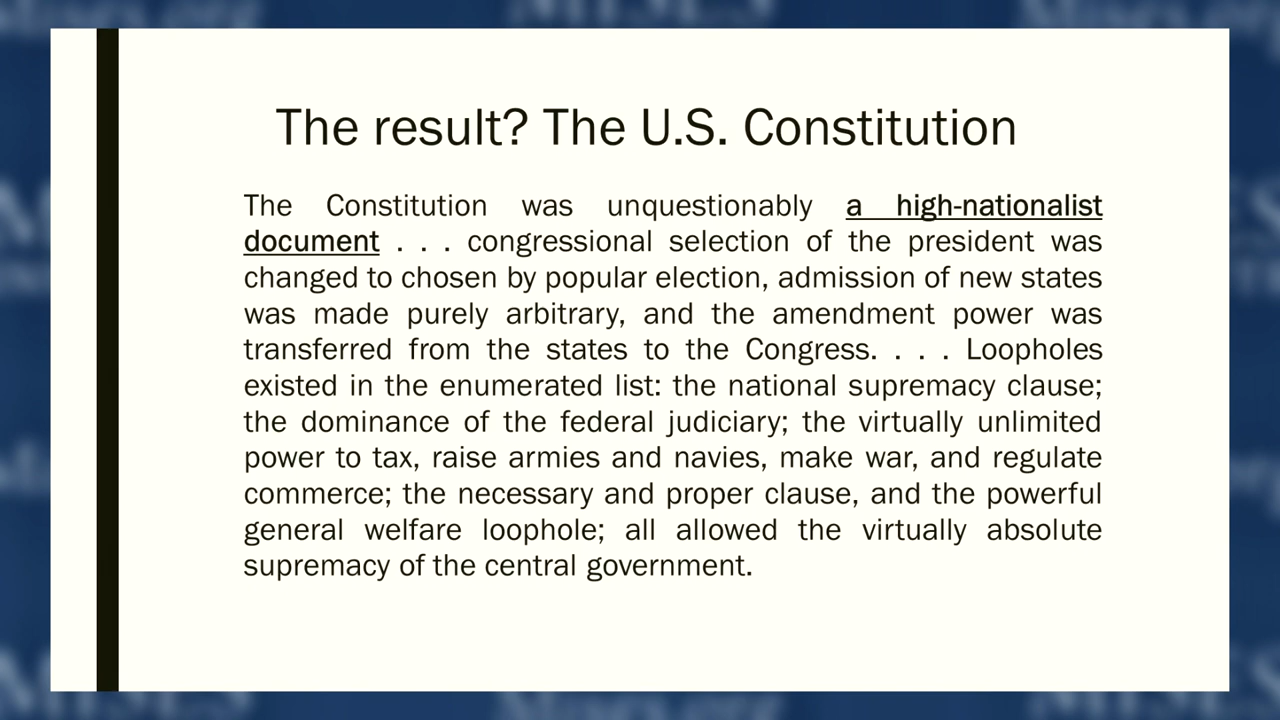 Mises.org
The result? The U.S. Constitution
The Constitution was unquestionably a high-nationalist
document . . . congressional selection of the president was
changed to chosen by popular election, admission of new states
was made purely arbitrary, and the amendment power was
transferred from the states to the Congress. . . . Loopholes
existed in the enumerated list: the national supremacy clause;
the dominance of the federal judiciary; the virtually unlimited
power to tax, raise armies and navies, make war, and regulate
commerce; the necessary and proper clause, and the powerful
general welfare loophole; all allowed the virtually absolute
supremacy of the central government.